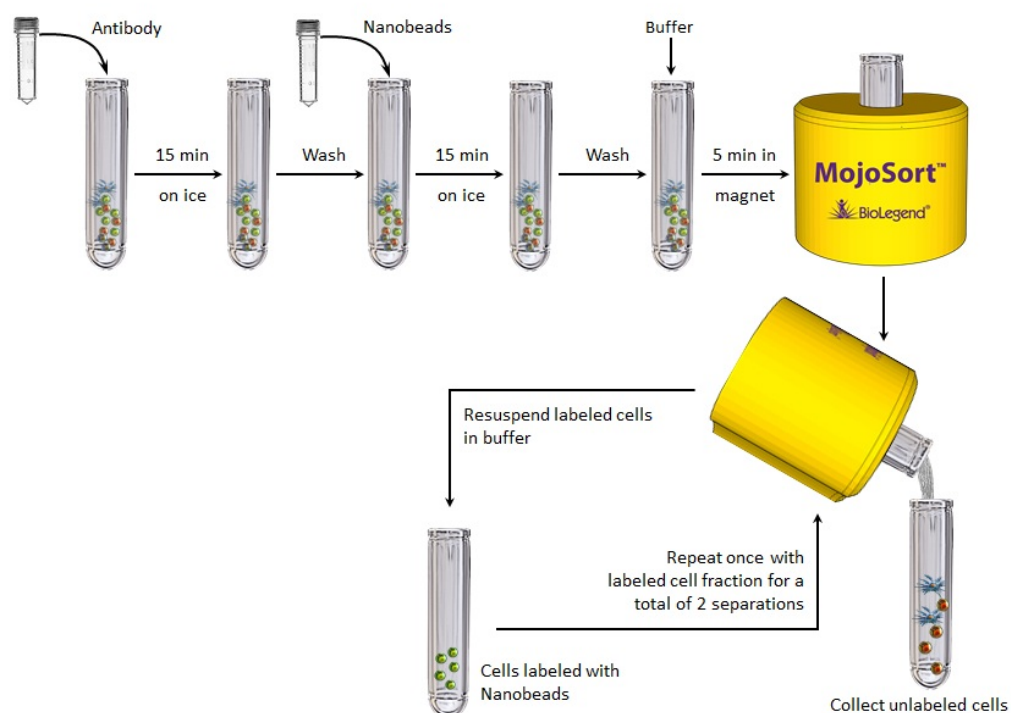 Antibody
Nanobeads
Buffer
15 min
on ice
Wash
15 min
on ice
Wash
5 min in
magnet
MojoSort™
BioLegend®
Resuspend labeled cells
in buffer
Repeat once with
labeled cell fraction for a
total of 2 separations
Cells labeled with
Nanobeads
Collect unlabeled cells